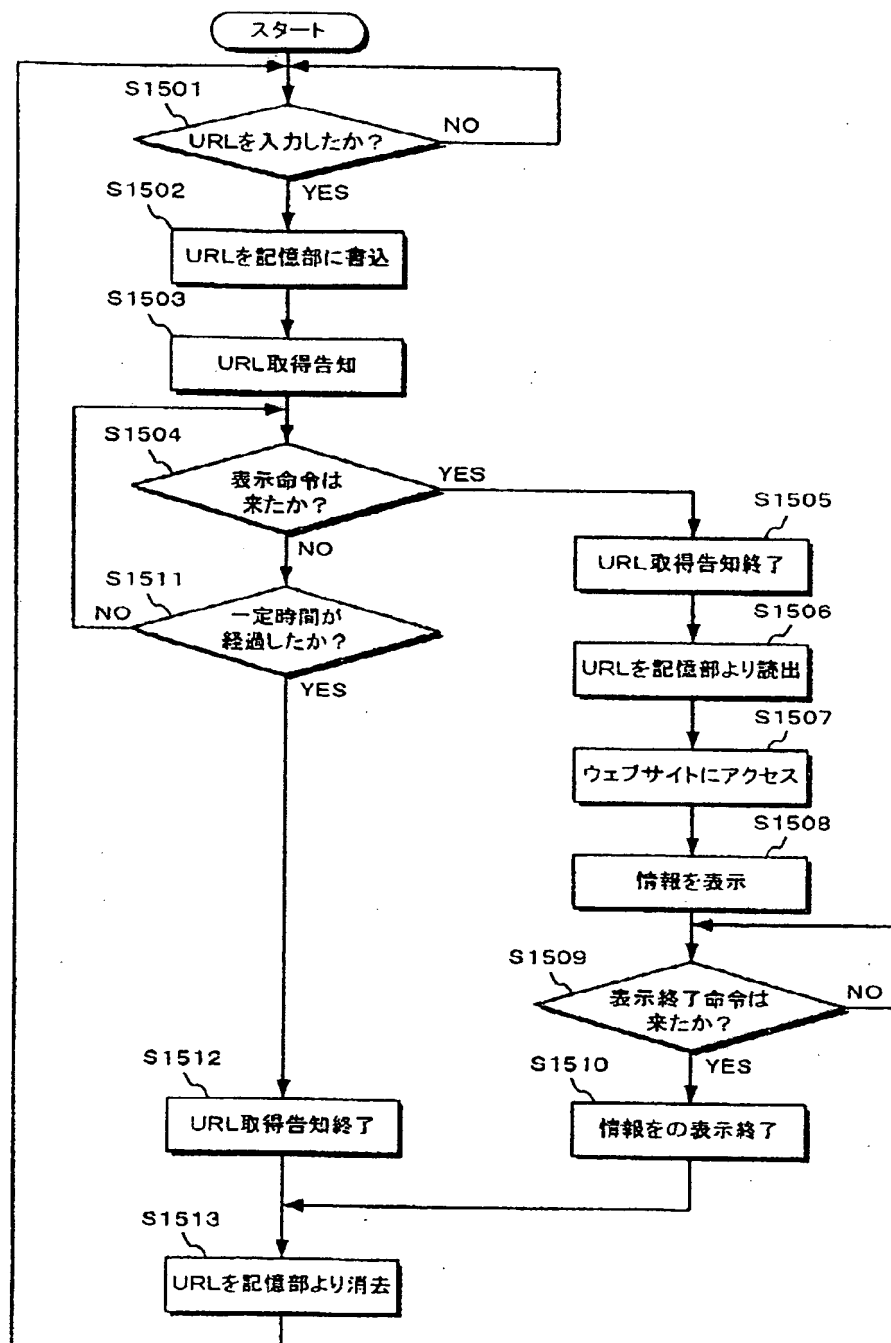 スタート
S1501
URLを入力したか?
NO
YES
S1502
URLを記憶部に書込
S1503
URL取得告知
S1504
表示命令は
来たか?
YES
NO
S1511
一定時間が
経過したか?
NO
YES
S1505
URL取得告知終了
S1506
URLを記憶部より読出
S1507
ウェブサイトにアクセス
S1508
情報を表示
S1509
表示終了命令は
来たか?
NO
YES
S1510
情報をの表示終了
S1512
URL取得告知終了
S1513
URLを記憶部より消去